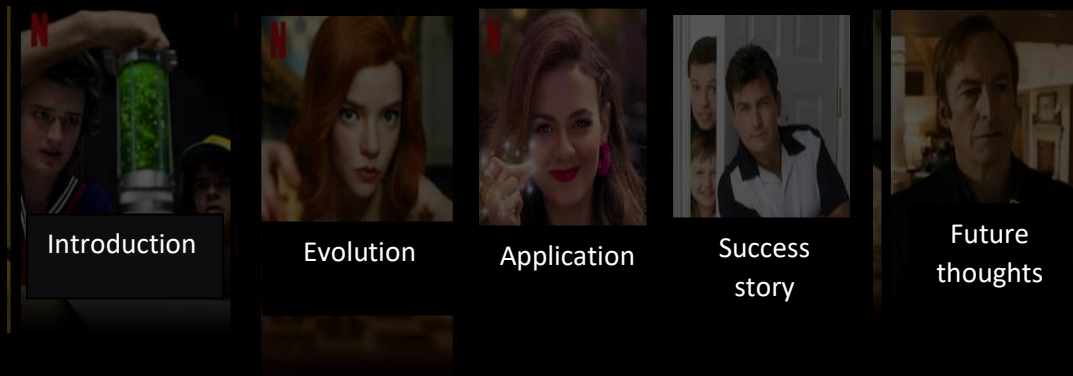 N
N
N
Introduction
Evolution
Application
Success
story
Future
thoughts